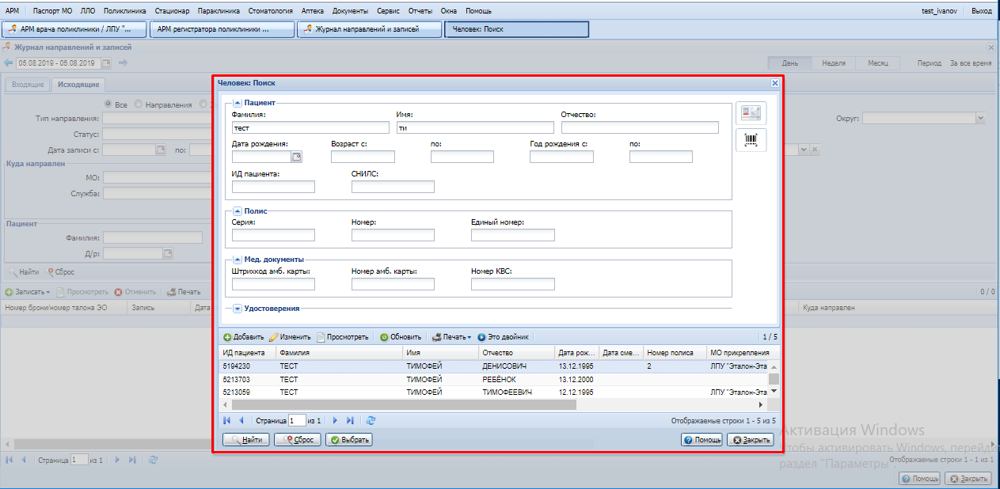 АРМ Паспорт МО ЛЛО Поликлиника Стационар Параклиника Стоматология Аптека Документы Сервис Отчеты Окна Помощь test_ivanov Выход
АРМ врача поликлиники / ЛПУ "... АРМ регистратора поликлиники ... Журнал направлений и записей Человек: Поиск
Журнал направлений и записей
05.08.2019 - 05.08.2019 День Неделя Месяц Период За все время
Входящие Исходящие
Все Направления
Тип направления: Округ:
Статус:
Дата записи с: по:
Куда направлен
МО:
Служба:
Пациент
Фамилия:
Д/р:
Найти Сброс
Записать Просмотреть Отменить Печать 0 / 0
Номер брони/номер талона ЭО Запись Дата Куда направлен
Человек: Поиск
Пациент
Фамилия: Имя: Отчество:
тест ти
Дата рождения: Возраст с: по: Год рождения с: по:
ИД пациента: СНИЛС:
Полис
Серия: Номер: Единый номер:
Мед. документы
Штрихкод амб. карты: Номер амб. карты: Номер КВС:
Удостоверения
Добавить Изменить Просмотреть Обновить Печать Это двойник 1 / 5
ИД пациента Фамилия Имя Отчество Дата рож... Дата сме... Номер полиса МО прикрепления
5194230 ТЕСТ ТИМОФЕЙ ДЕНИСОВИЧ 13.12.1995 2 ЛПУ "Эталон-Эта
5213703 ТЕСТ ТИМОФЕЙ РЕБЁНОК 13.12.2000
5213059 ТЕСТ ТИМОФЕЙ ТИМОФЕЕВИЧ 12.12.1995 ЛПУ "Эталон-Эта
Страница 1 из 1 Отображаемые строки 1 - 5 из 5
Найти Сброс Выбрать Помощь Закрыть
Активация Windows
Чтобы активировать Windows, перейди
раздел "Параметры".
Страница 1 из 1 Отображаемые строки 1 - 1 из 1
Помощь Закрыть